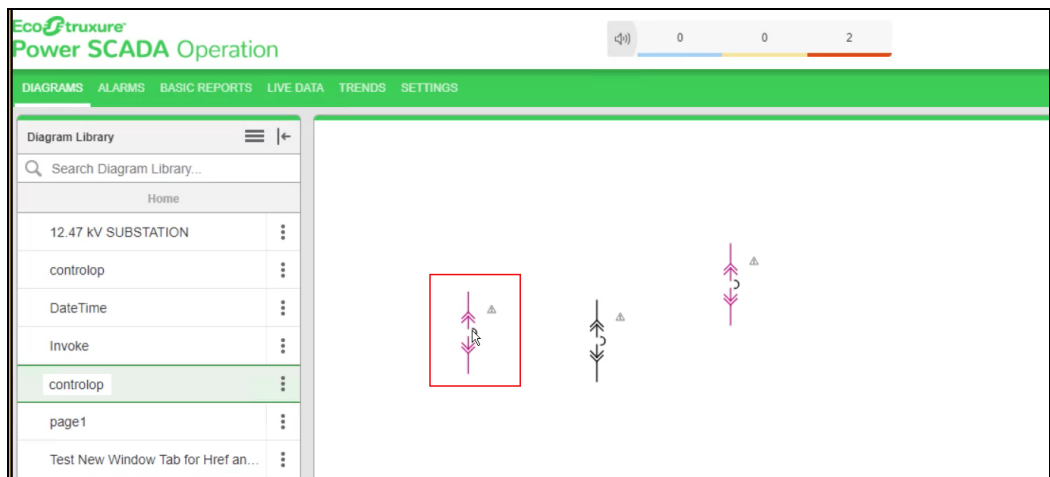 EcoStruxure
Power SCADA Operation
0 0 2
DIAGRAMS ALARMS BASIC REPORTS LIVE DATA TRENDS SETTINGS
Diagram Library
Search Diagram Library...
Home
12.47 kV SUBSTATION
controlop
DateTime
Invoke
controlop
page1
Test New Window Tab for Href an...